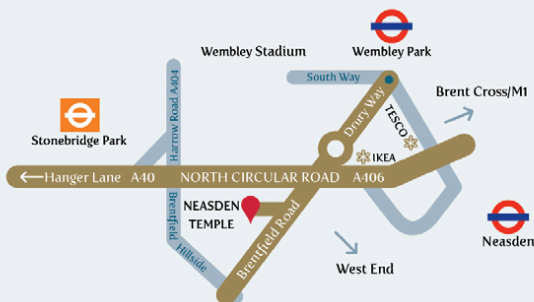 Wembley Stadium
Wembley Park
South Way
Brent Cross/M1
Drury Way
TESCO
Harrow Road A404
Stonebridge Park
IKEA
Hanger Lane A40 NORTH CIRCULAR ROAD A406
NEASDEN
TEMPLE
Brentfield
Brentfield Road
Hillside
West End
Neasden